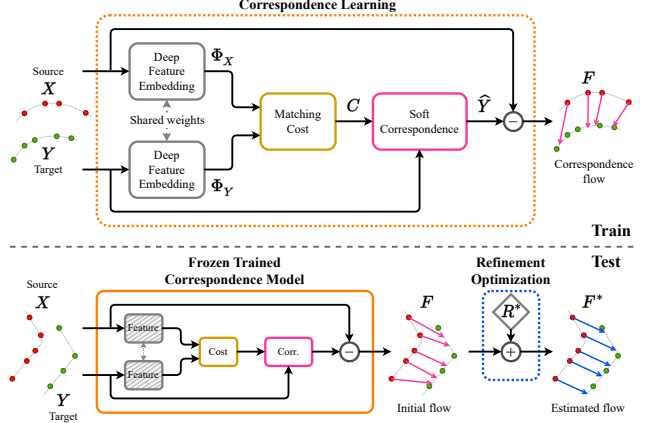 Correspondence Learning
Source
X
Y
Target
Deep
Feature
Embedding
Φ_X
Shared weights
Deep
Feature
Embedding
Φ_Y
Matching
Cost
C
Soft
Correspondence
Ŷ
−
F
Correspondence
flow
Train
Test
Frozen Trained
Correspondence Model
Source
X
Y
Target
Feature
Feature
Cost
Corr.
−
F
Initial flow
Refinement
Optimization
R*
+
F*
Estimated flow